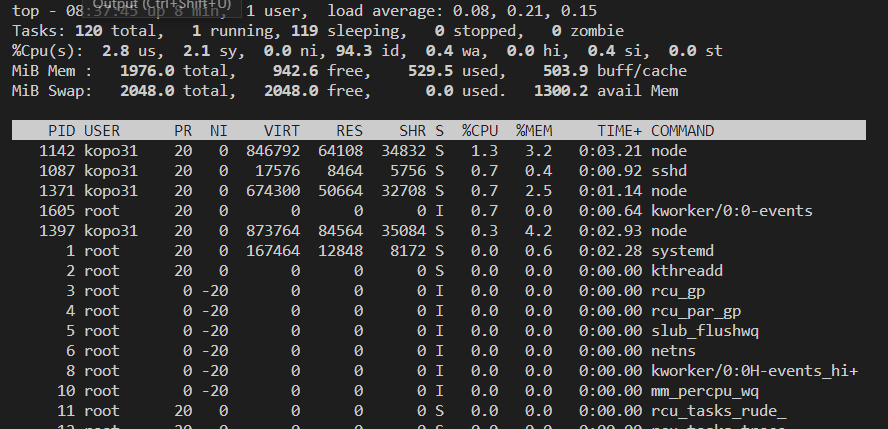 Output (Ctrl+Shift+U)
top - 08:37:45 up 8 min,  1 user,  load average: 0.08, 0.21, 0.15
Tasks: 120 total,   1 running, 119 sleeping,   0 stopped,   0 zombie
%Cpu(s):  2.8 us,  2.1 sy,  0.0 ni, 94.3 id,  0.4 wa,  0.0 hi,  0.4 si,  0.0 st
MiB Mem :   1976.0 total,    942.6 free,    529.5 used,    503.9 buff/cache
MiB Swap:   2048.0 total,   2048.0 free,      0.0 used.   1300.2 avail Mem
PID USER      PR  NI    VIRT    RES    SHR S  %CPU  %MEM     TIME+ COMMAND
1142 kopo31    20   0  846792  64108  34832 S   1.3   3.2   0:03.21 node
1087 kopo31    20   0   17576   8464   5756 S   0.7   0.4   0:00.92 sshd
1371 kopo31    20   0  674300  50664  32708 S   0.7   2.5   0:01.14 node
1605 root      20   0       0      0      0 I   0.7   0.0   0:00.64 kworker/0:0-events
1397 kopo31    20   0  873764  84564  35084 S   0.3   4.2   0:02.93 node
1 root      20   0  167464  12848   8172 S   0.0   0.6   0:02.28 systemd
2 root      20   0       0      0      0 S   0.0   0.0   0:00.00 kthreadd
3 root       0 -20       0      0      0 I   0.0   0.0   0:00.00 rcu_gp
4 root       0 -20       0      0      0 I   0.0   0.0   0:00.00 rcu_par_gp
5 root       0 -20       0      0      0 I   0.0   0.0   0:00.00 slub_flushwq
6 root       0 -20       0      0      0 I   0.0   0.0   0:00.00 netns
8 root       0 -20       0      0      0 I   0.0   0.0   0:00.00 kworker/0:0H-events_hi+
10 root       0 -20       0      0      0 I   0.0   0.0   0:00.00 mm_percpu_wq
11 root      20   0       0      0      0 S   0.0   0.0   0:00.00 rcu_tasks_rude_